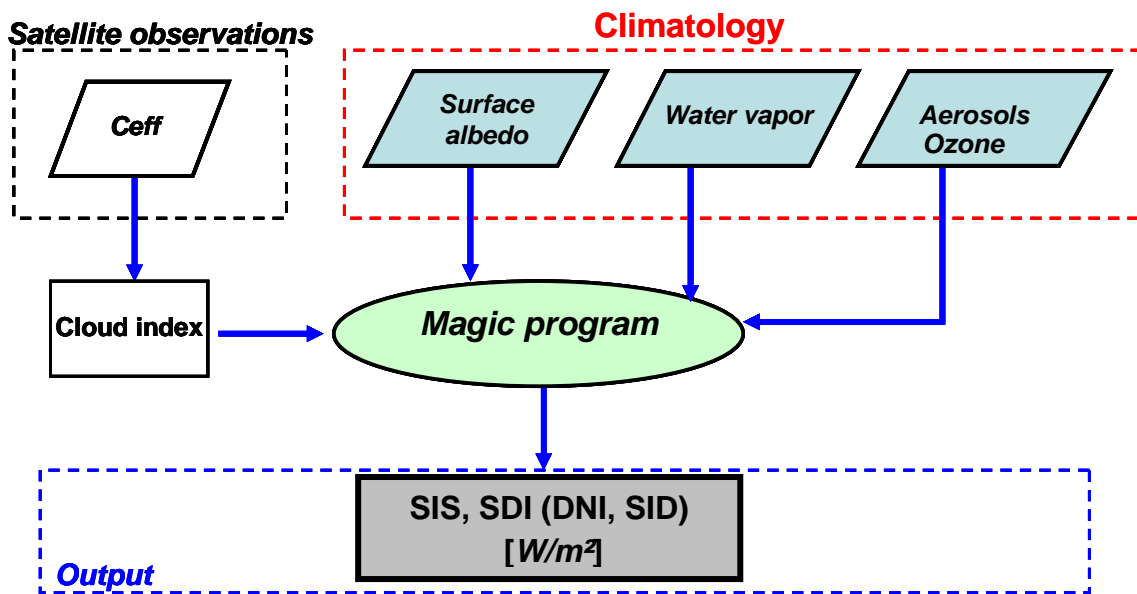 Satellite observations
Climatology
Ceff
Surface
albedo
Water vapor
Aerosols
Ozone
Cloud index
Magic program
SIS, SDI (DNI, SID)
[W/m²]
Output